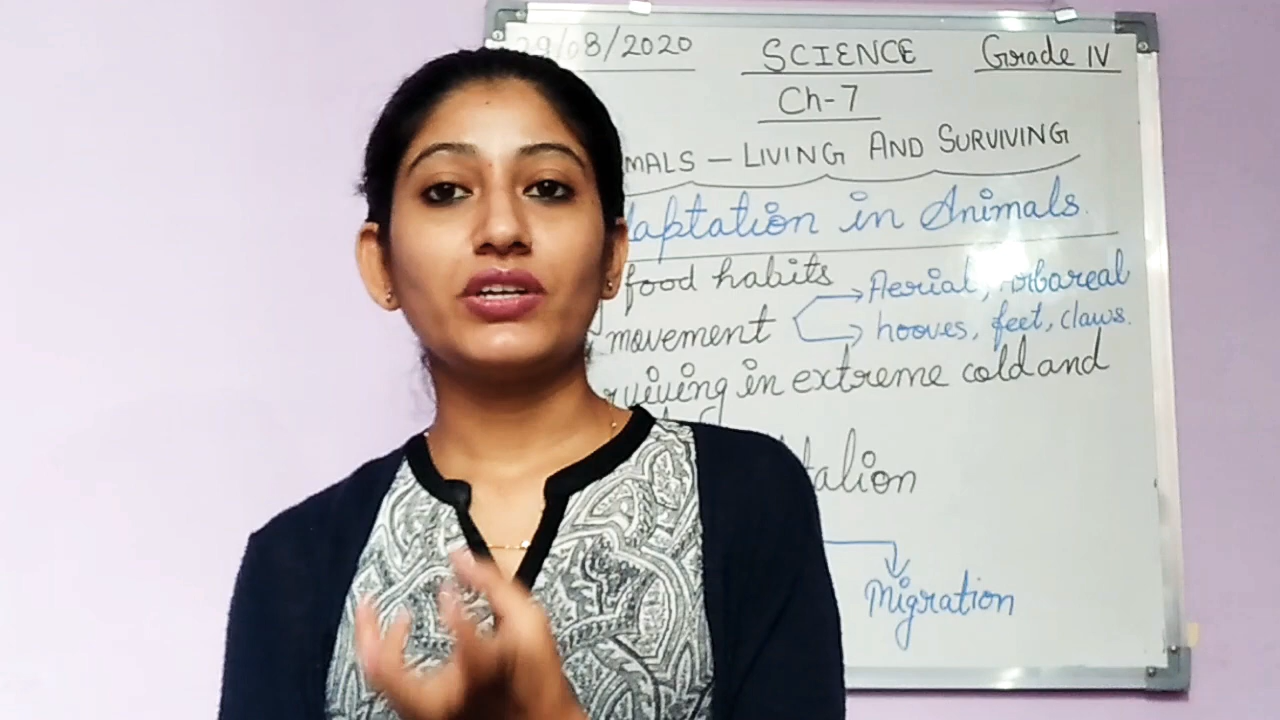 29/08/2020 SCIENCE Grade IV
Ch-7
MALS – LIVING AND SURVIVING
daptation in Animals.
food habits
Aerial, Arbareal
movement
hooves, feet, claws.
rviving in extreme cold and
tation
Migration